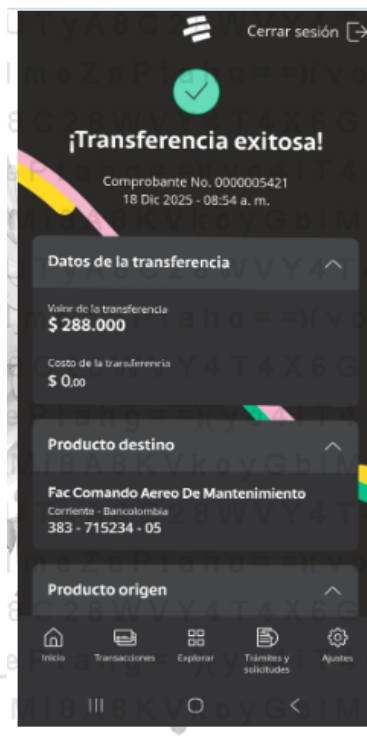 Cerrar sesión
¡Transferencia exitosa!
Comprobante No. 0000005421
18 Dic 2025 - 08:54 a. m.
Datos de la transferencia
Valor de la transferencia
$ 288.000
Costo de la transferencia
$ 0,00
Producto destino
Fac Comando Aereo De Mantenimiento
Corriente - Bancolombia
383 - 715234 - 05
Producto origen
Inicio
Transacciones
Explorar
Trámites y
solicitudes
Ajustes